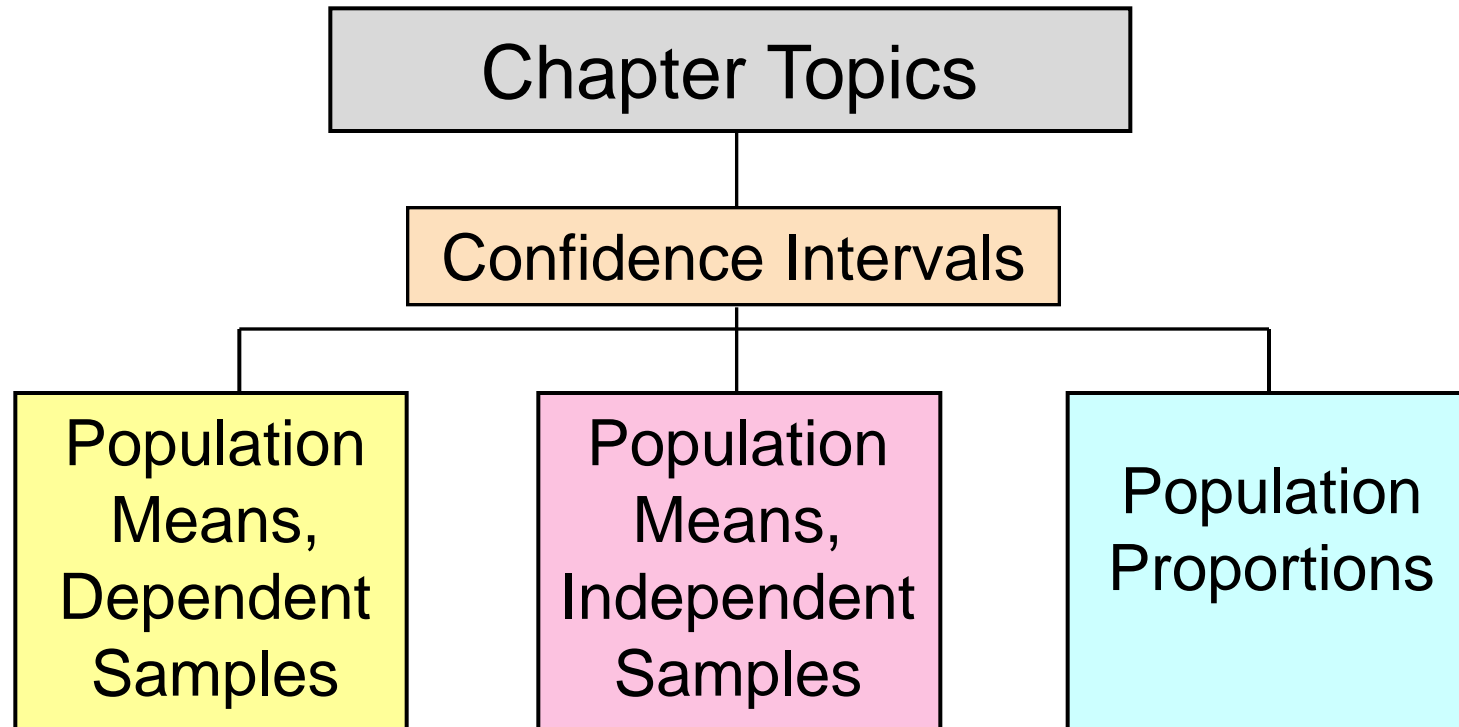 Chapter Topics
Confidence Intervals
Population
Means,
Dependent
Samples
Population
Means,
Independent
Samples
Population
Proportions